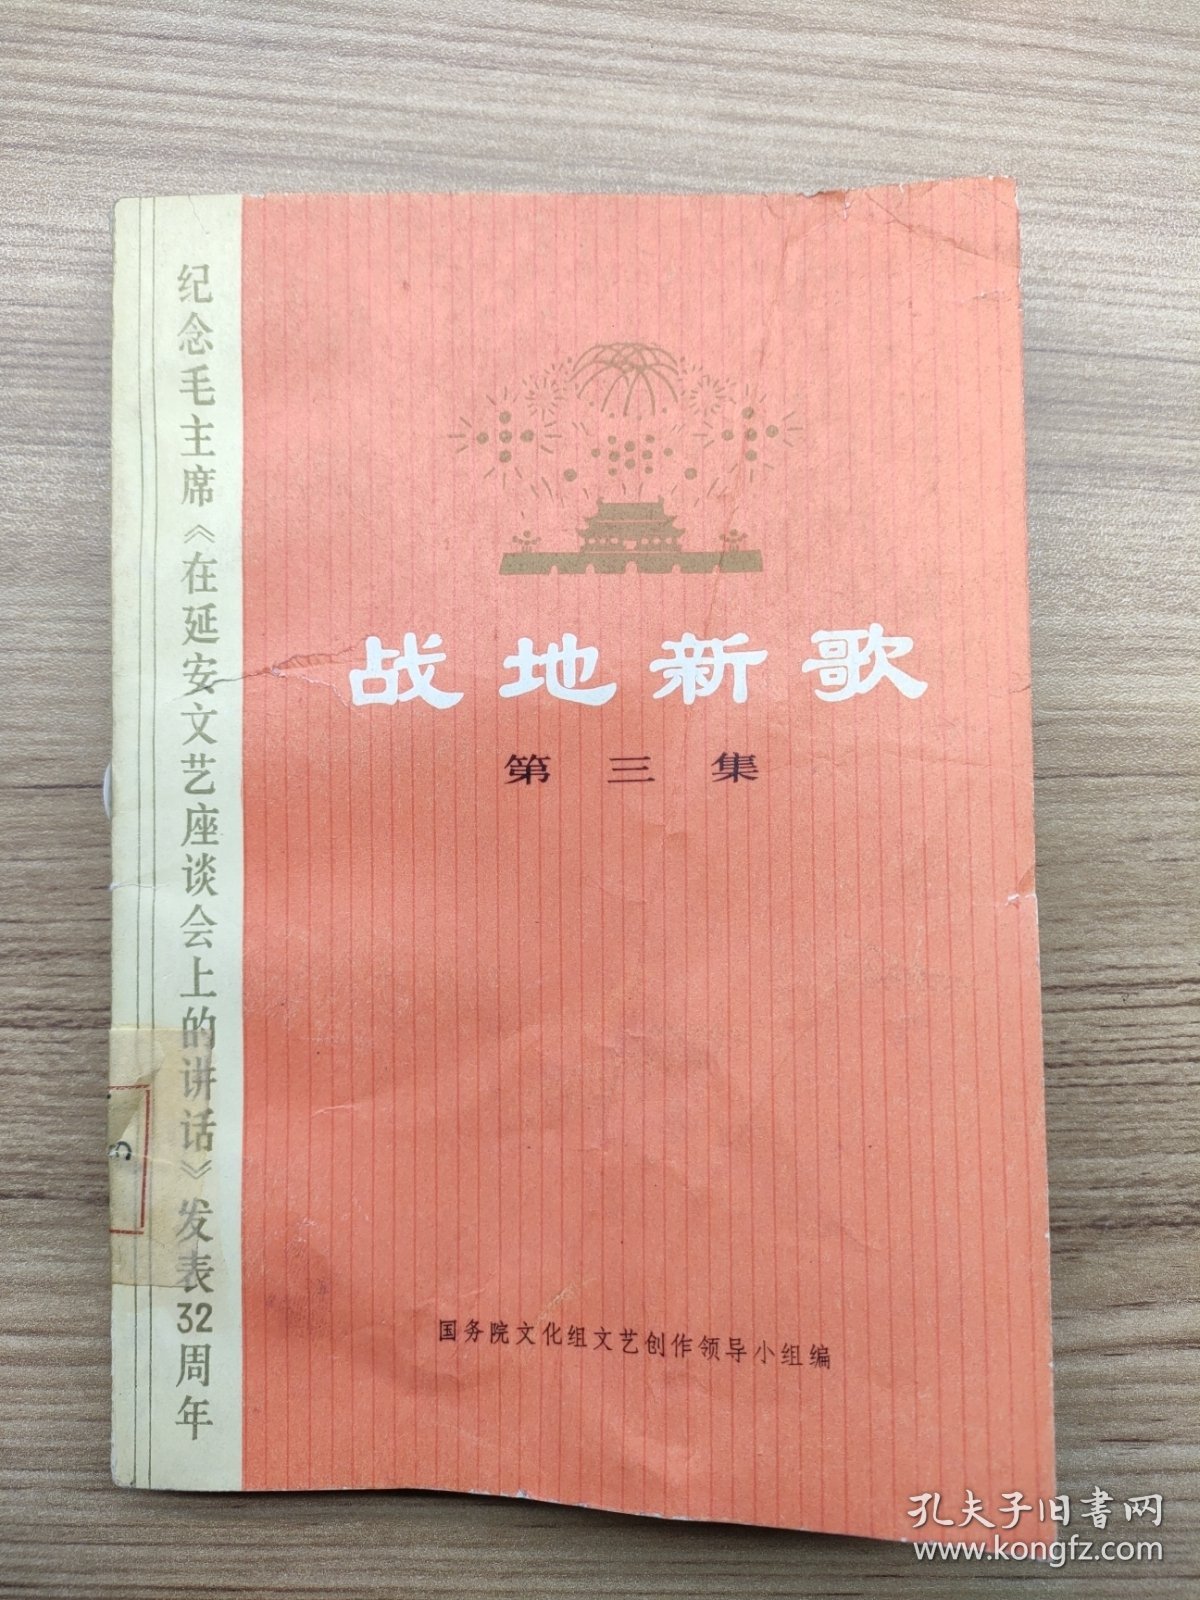 纪念毛主席《在延安文艺座谈会上的讲话》发表32周年
战地新歌
第三集
国务院文化组文艺创作领导小组编
孔夫子旧书网
www.kongfz.com